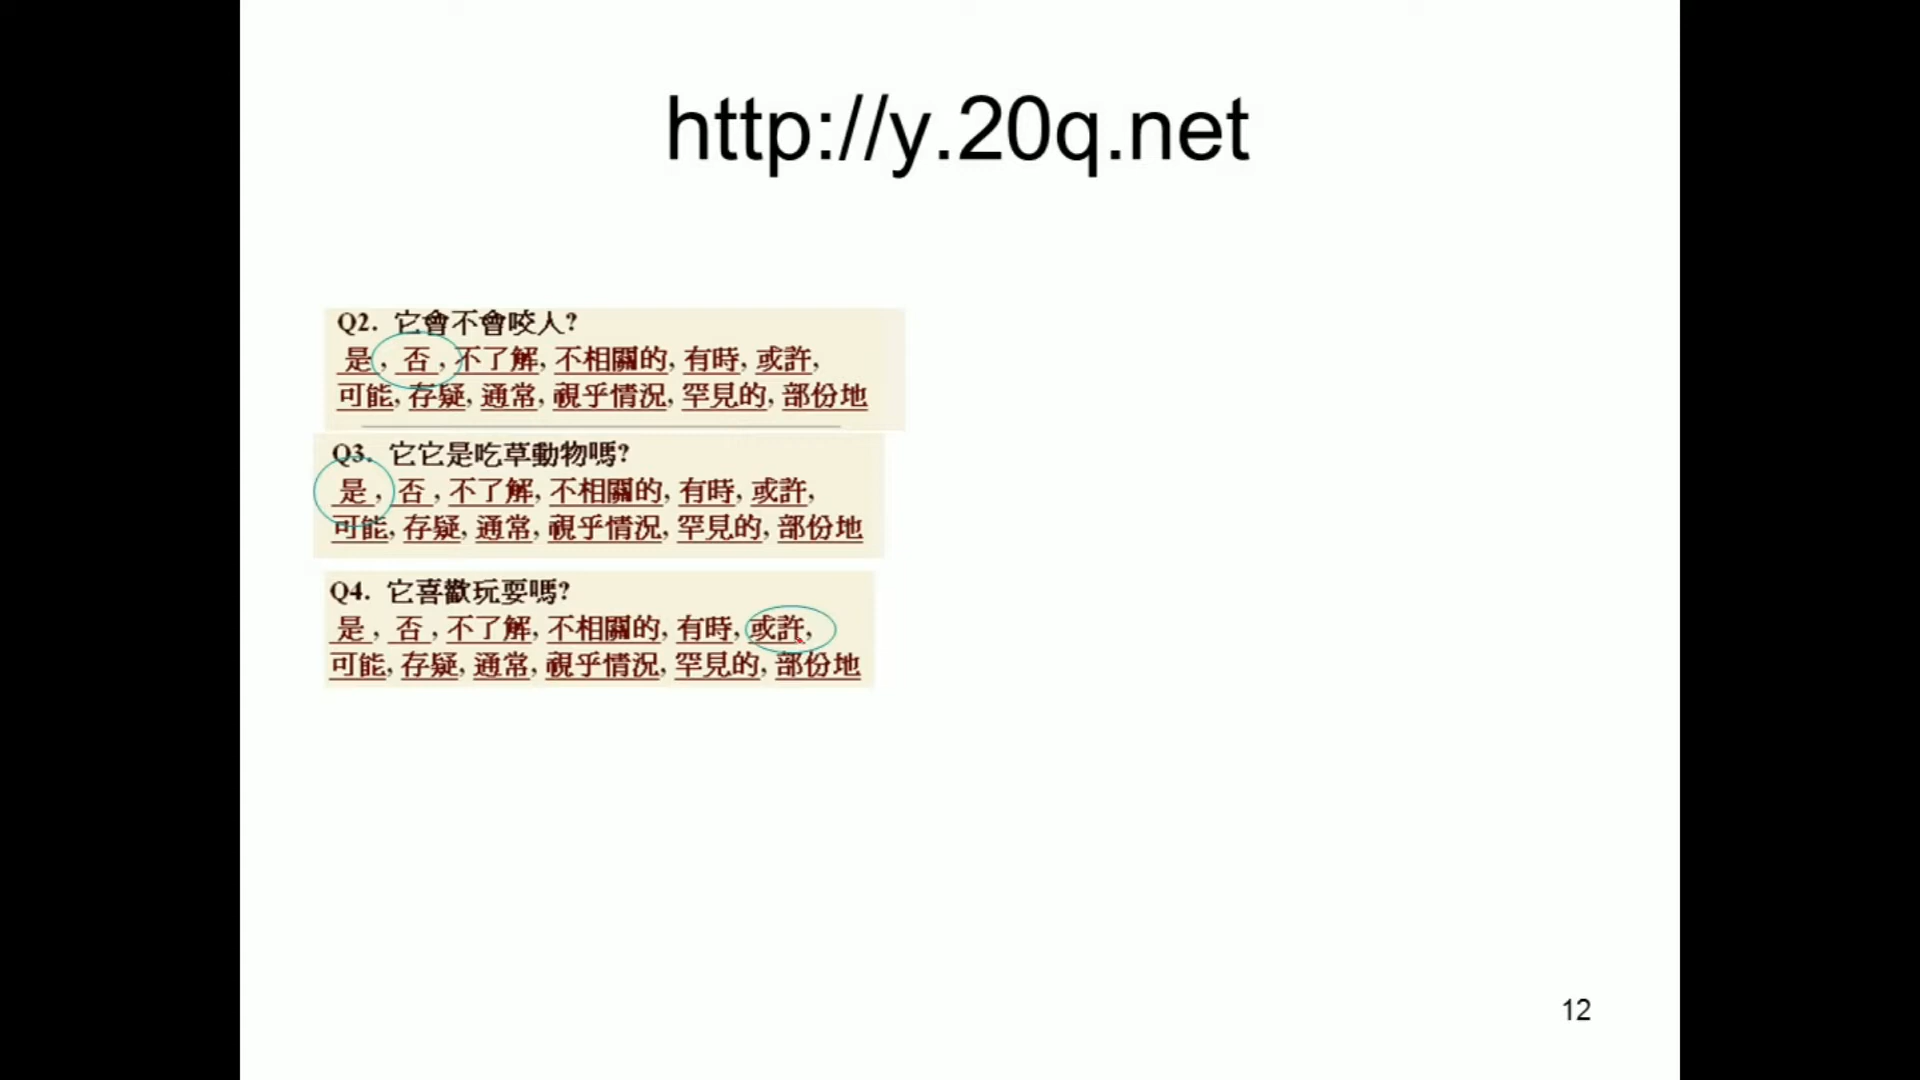 http://y.20q.net
Q2. 它會不會咬人?
是, 否, 不了解, 不相關的, 有時, 或許,
可能, 存疑, 通常, 視乎情況, 罕見的, 部份地
Q3. 它它是吃草動物嗎?
是, 否, 不了解, 不相關的, 有時, 或許,
可能, 存疑, 通常, 視乎情況, 罕見的, 部份地
Q4. 它喜歡玩耍嗎?
是, 否, 不了解, 不相關的, 有時, 或許,
可能, 存疑, 通常, 視乎情況, 罕見的, 部份地
12